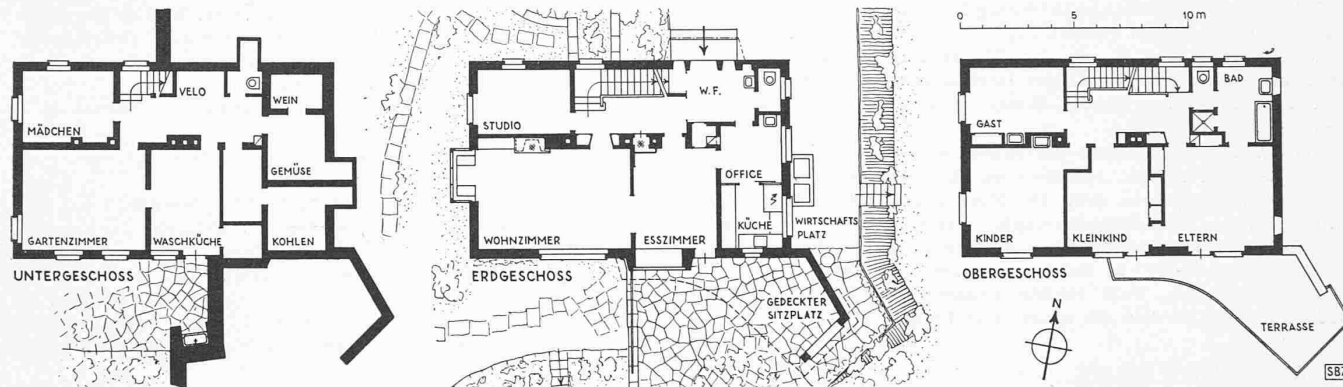 MÄDCHEN
VELO
WEIN
GEMÜSE
GARTENZIMMER
WASCHKÜCHE
KOHLEN
UNTERGESCHOSS
STUDIO
W.F.
OFFICE
KÜCHE
WIRTSCHAFTS
PLATZ
WOHNZIMMER
ESSZIMMER
ERDGESCHOSS
GEDECKTER
SITZPLATZ
0 5 10 m
BAD
GAST
KINDER
KLEINKIND
ELTERN
OBERGESCHOSS
N
TERRASSE